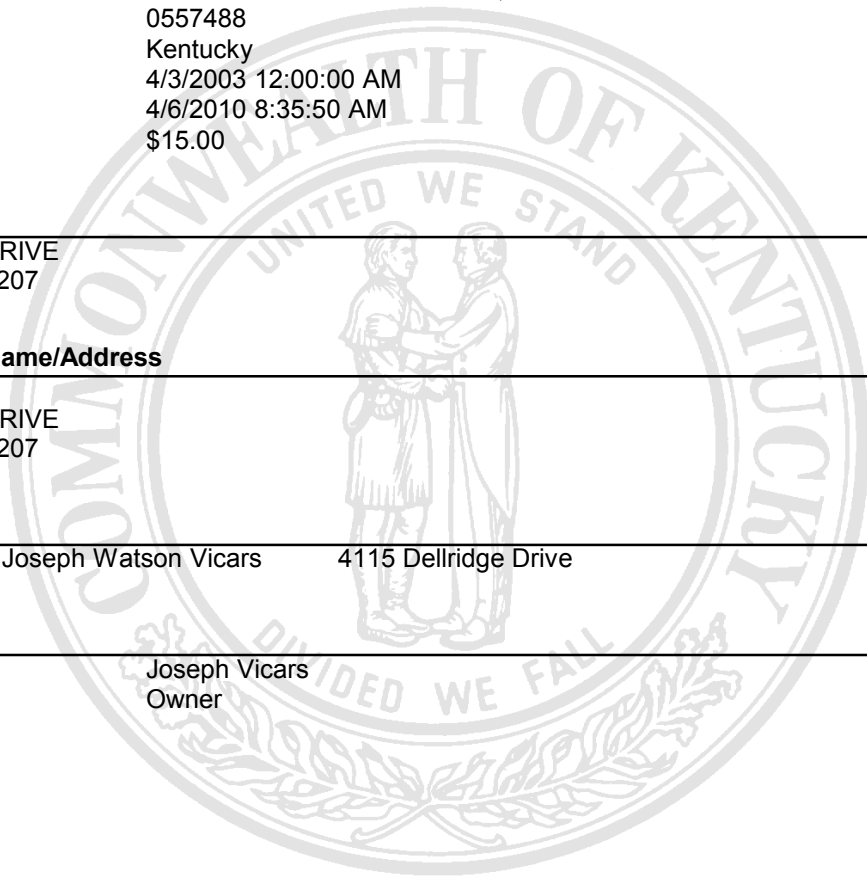 0557488
Kentucky
4/3/2003 12:00:00 AM
4/6/2010 8:35:50 AM
$15.00
COMMONWEALTH OF KENTUCKY
UNITED WE STAND
RIVE
207
ame/Address
RIVE
207
Joseph Watson Vicars 4115 Dellridge Drive
Joseph Vicars
Owner
DIVIDED WE FALL